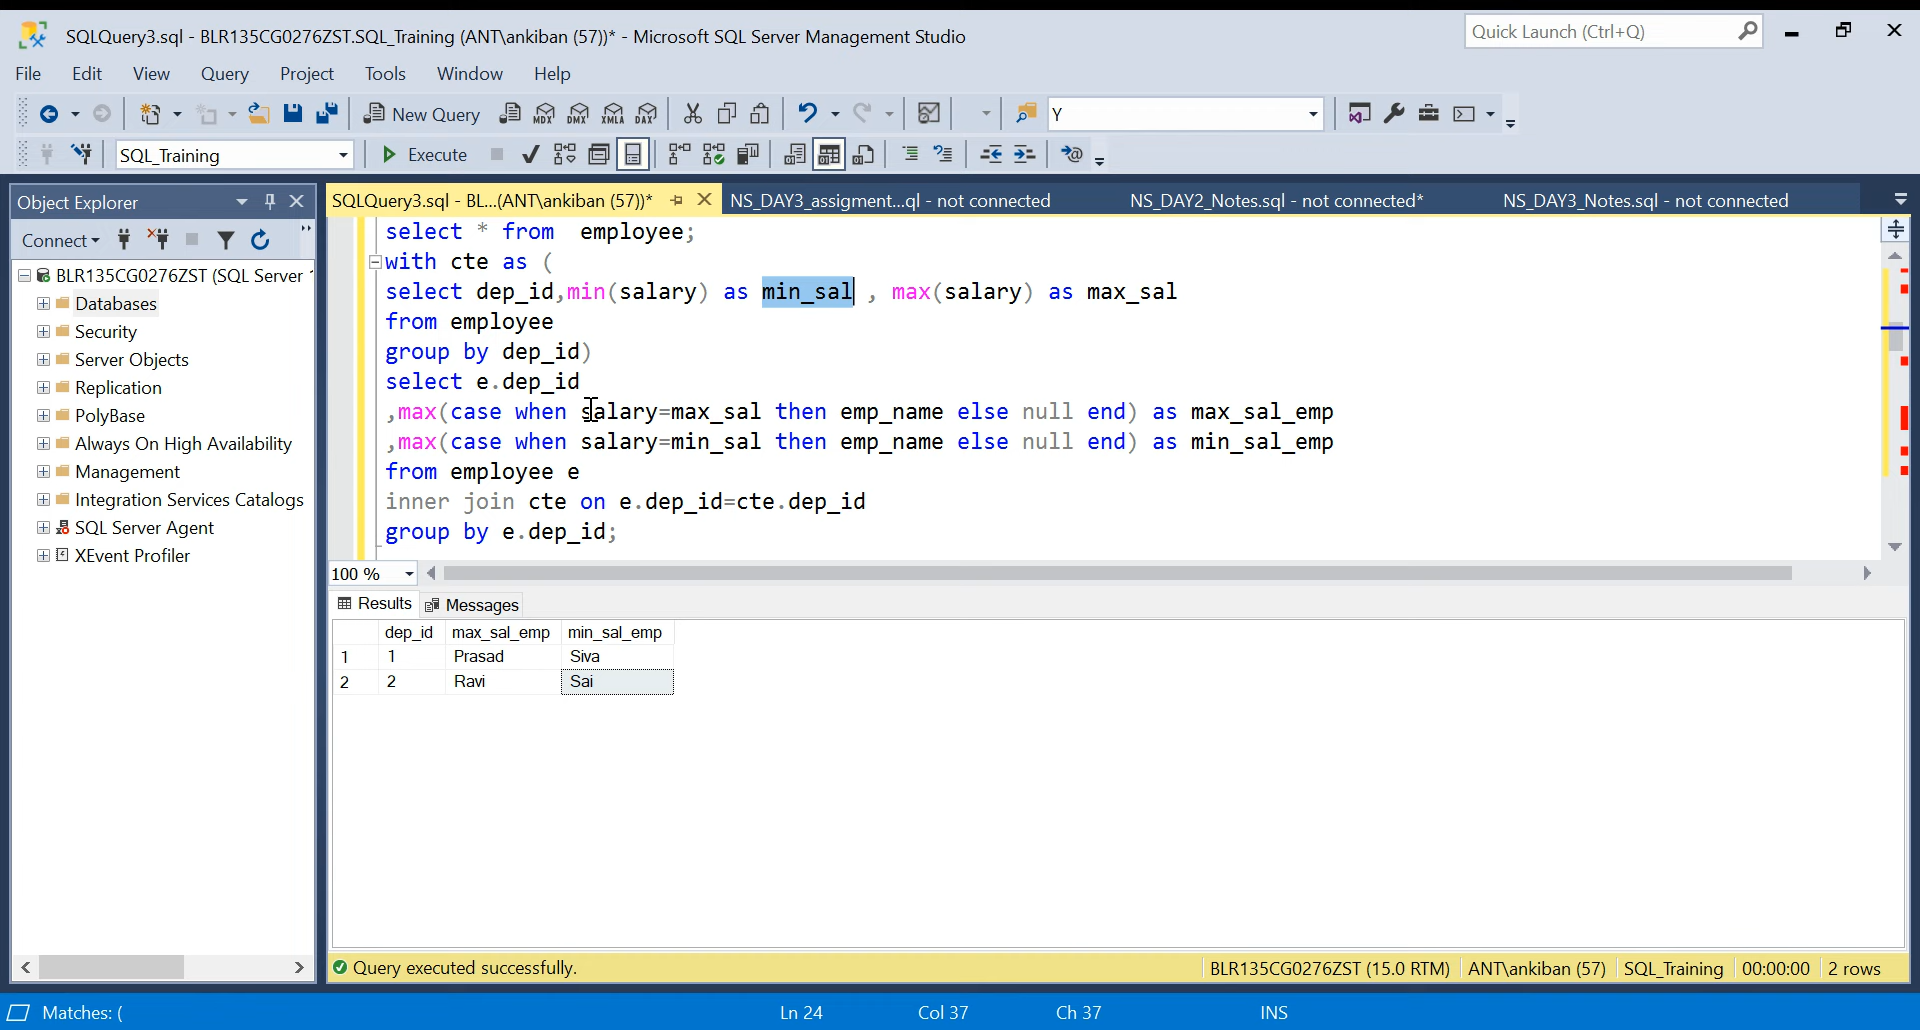 SQLQuery3.sql - BLR135CG0276ZST.SQL_Training (ANT\ankiban (57))* - Microsoft SQL Server Management Studio
Quick Launch (Ctrl+Q)
File Edit View Query Project Tools Window Help
New Query MDX DMX XMLA DAX Y
SQL_Training Execute
Object Explorer
Connect
BLR135CG0276ZST (SQL Server
Databases
Security
Server Objects
Replication
PolyBase
Always On High Availability
Management
Integration Services Catalogs
SQL Server Agent
XEvent Profiler
SQLQuery3.sql - BL...(ANT\ankiban (57))* NS_DAY3_assigment...ql - not connected NS_DAY2_Notes.sql - not connected* NS_DAY3_Notes.sql - not connected
select * from  employee;
with cte as (
select dep_id,min(salary) as min_sal , max(salary) as max_sal
from employee
group by dep_id)
select e.dep_id
,max(case when salary=max_sal then emp_name else null end) as max_sal_emp
,max(case when salary=min_sal then emp_name else null end) as min_sal_emp
from employee e
inner join cte on e.dep_id=cte.dep_id
group by e.dep_id;
100 %
Results Messages
dep_id max_sal_emp min_sal_emp
1 1 Prasad Siva
2 2 Ravi Sai
Query executed successfully. BLR135CG0276ZST (15.0 RTM) ANT\ankiban (57) SQL_Training 00:00:00 2 rows
Matches: ( Ln 24 Col 37 Ch 37 INS